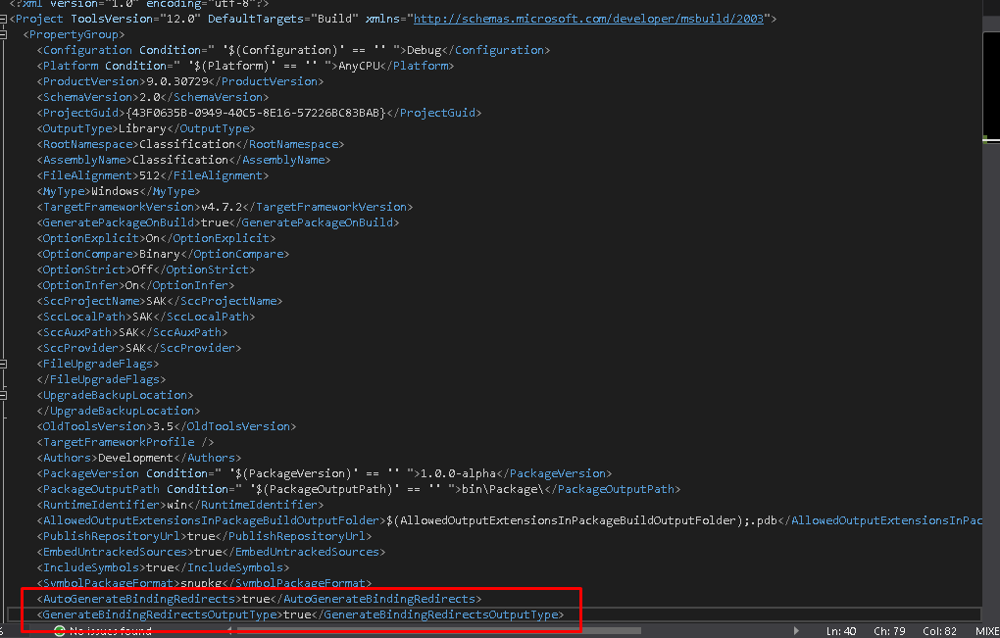 <?xml version="1.0" encoding="utf-8"?>
<Project ToolsVersion="12.0" DefaultTargets="Build" xmlns="http://schemas.microsoft.com/developer/msbuild/2003">
<PropertyGroup>
<Configuration Condition=" '$(Configuration)' == '' ">Debug</Configuration>
<Platform Condition=" '$(Platform)' == '' ">AnyCPU</Platform>
<ProductVersion>9.0.30729</ProductVersion>
<SchemaVersion>2.0</SchemaVersion>
<ProjectGuid>{43F0635B-0949-40C5-8E16-57226BC83BAB}</ProjectGuid>
<OutputType>Library</OutputType>
<RootNamespace>Classification</RootNamespace>
<AssemblyName>Classification</AssemblyName>
<FileAlignment>512</FileAlignment>
<MyType>Windows</MyType>
<TargetFrameworkVersion>v4.7.2</TargetFrameworkVersion>
<GeneratePackageOnBuild>true</GeneratePackageOnBuild>
<OptionExplicit>On</OptionExplicit>
<OptionCompare>Binary</OptionCompare>
<OptionStrict>Off</OptionStrict>
<OptionInfer>On</OptionInfer>
<SccProjectName>SAK</SccProjectName>
<SccLocalPath>SAK</SccLocalPath>
<SccAuxPath>SAK</SccAuxPath>
<SccProvider>SAK</SccProvider>
<FileUpgradeFlags>
</FileUpgradeFlags>
<UpgradeBackupLocation>
</UpgradeBackupLocation>
<OldToolsVersion>3.5</OldToolsVersion>
<TargetFrameworkProfile />
<Authors>Development</Authors>
<PackageVersion Condition=" '$(PackageVersion)' == '' ">1.0.0-alpha</PackageVersion>
<PackageOutputPath Condition=" '$(PackageOutputPath)' == '' ">bin\Package\</PackageOutputPath>
<RuntimeIdentifier>win</RuntimeIdentifier>
<AllowedOutputExtensionsInPackageBuildOutputFolder>$(AllowedOutputExtensionsInPackageBuildOutputFolder);.pdb</AllowedOutputExtensionsInPac
<PublishRepositoryUrl>true</PublishRepositoryUrl>
<EmbedUntrackedSources>true</EmbedUntrackedSources>
<IncludeSymbols>true</IncludeSymbols>
<SymbolPackageFormat>snupkg</SymbolPackageFormat>
<AutoGenerateBindingRedirects>true</AutoGenerateBindingRedirects>
<GenerateBindingRedirectsOutputType>true</GenerateBindingRedirectsOutputType>
No issues found Ln: 40 Ch: 79 Col: 82 MIXE